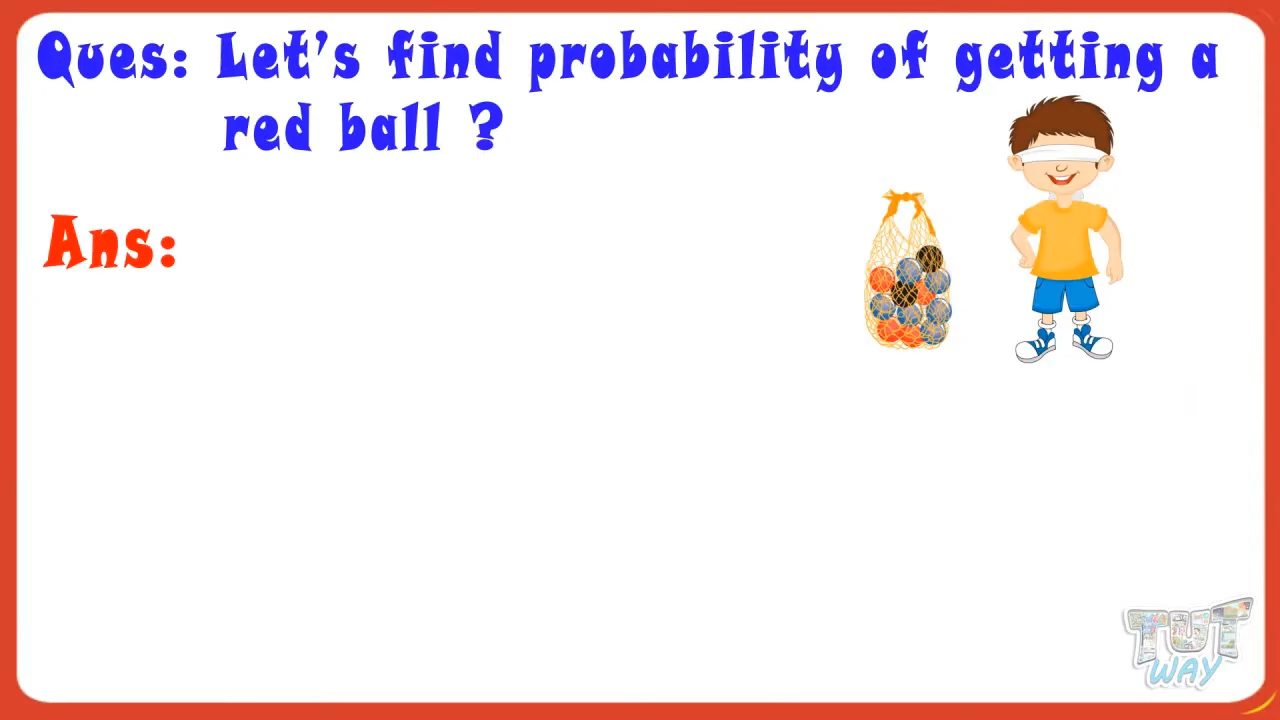 Ques: Let's find probability of getting a
red ball ?
Ans:
TUT
WAY